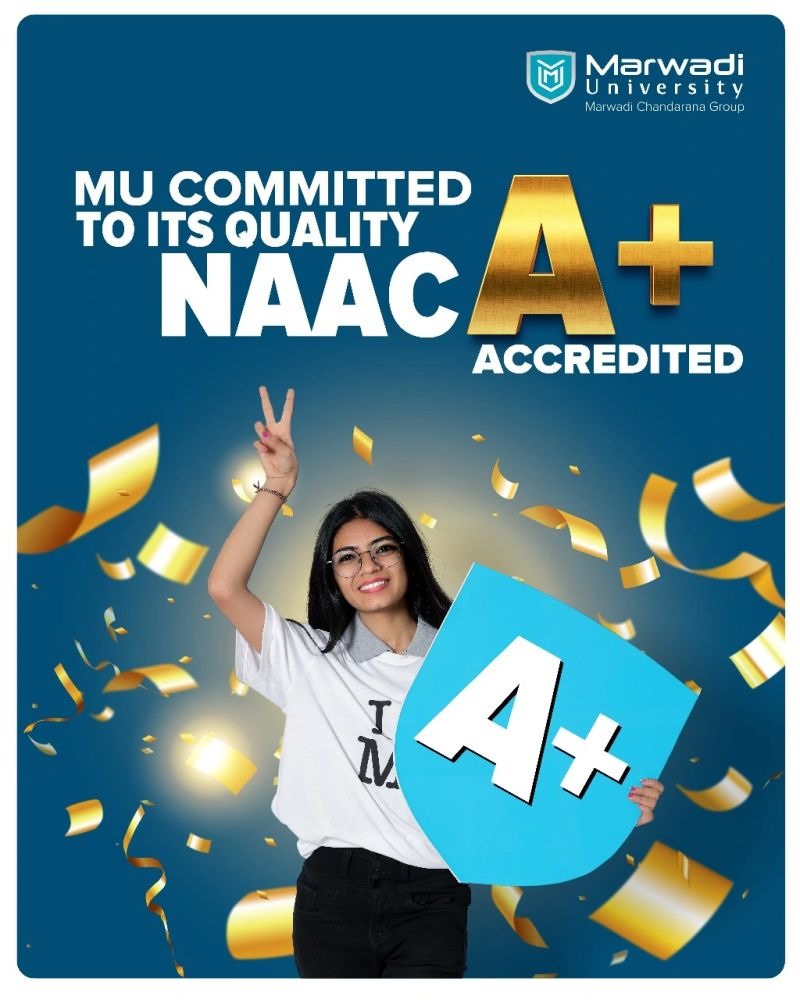 Marwadi
University
Marwadi Chandarana Group
MU COMMITTED
TO ITS QUALITY
NAAC A+
ACCREDITED
I
M
A+